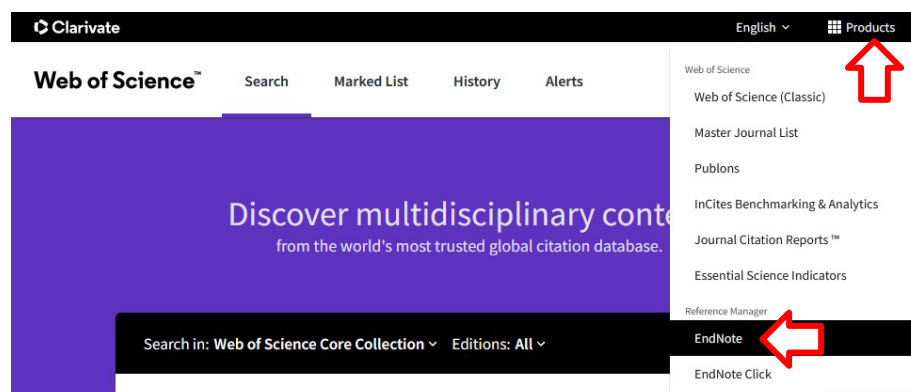 Clarivate
English
Products
Web of Science™
Search
Marked List
History
Alerts
Web of Science
Web of Science (Classic)
Master Journal List
Publons
InCites Benchmarking & Analytics
Journal Citation Reports ™
Essential Science Indicators
Reference Manager
EndNote
EndNote Click
Discover multidisciplinary conte
from the world's most trusted global citation database.
Search in: Web of Science Core Collection Editions: All